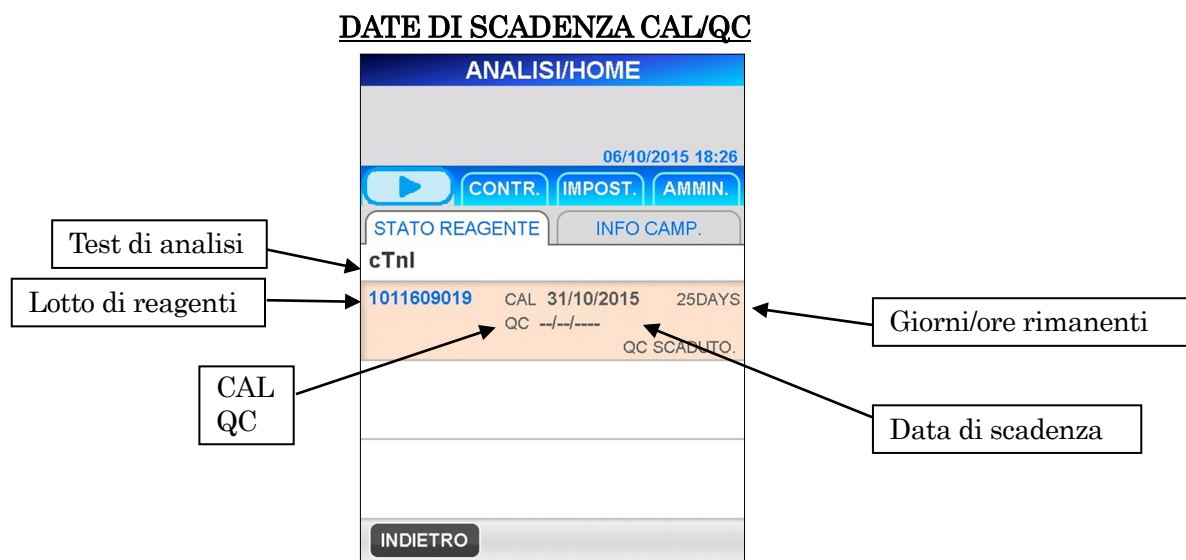 DATE DI SCADENZA CAL/QC
ANALISI/HOME
06/10/2015 18:26
CONTR. IMPOST. AMMIN.
STATO REAGENTE INFO CAMP.
Test di analisi
cTnI
Lotto di reagenti
1011609019 CAL 31/10/2015 25DAYS
QC --/--/----
QC SCADUTO.
Giorni/ore rimanenti
CAL
QC
Data di scadenza
INDIETRO